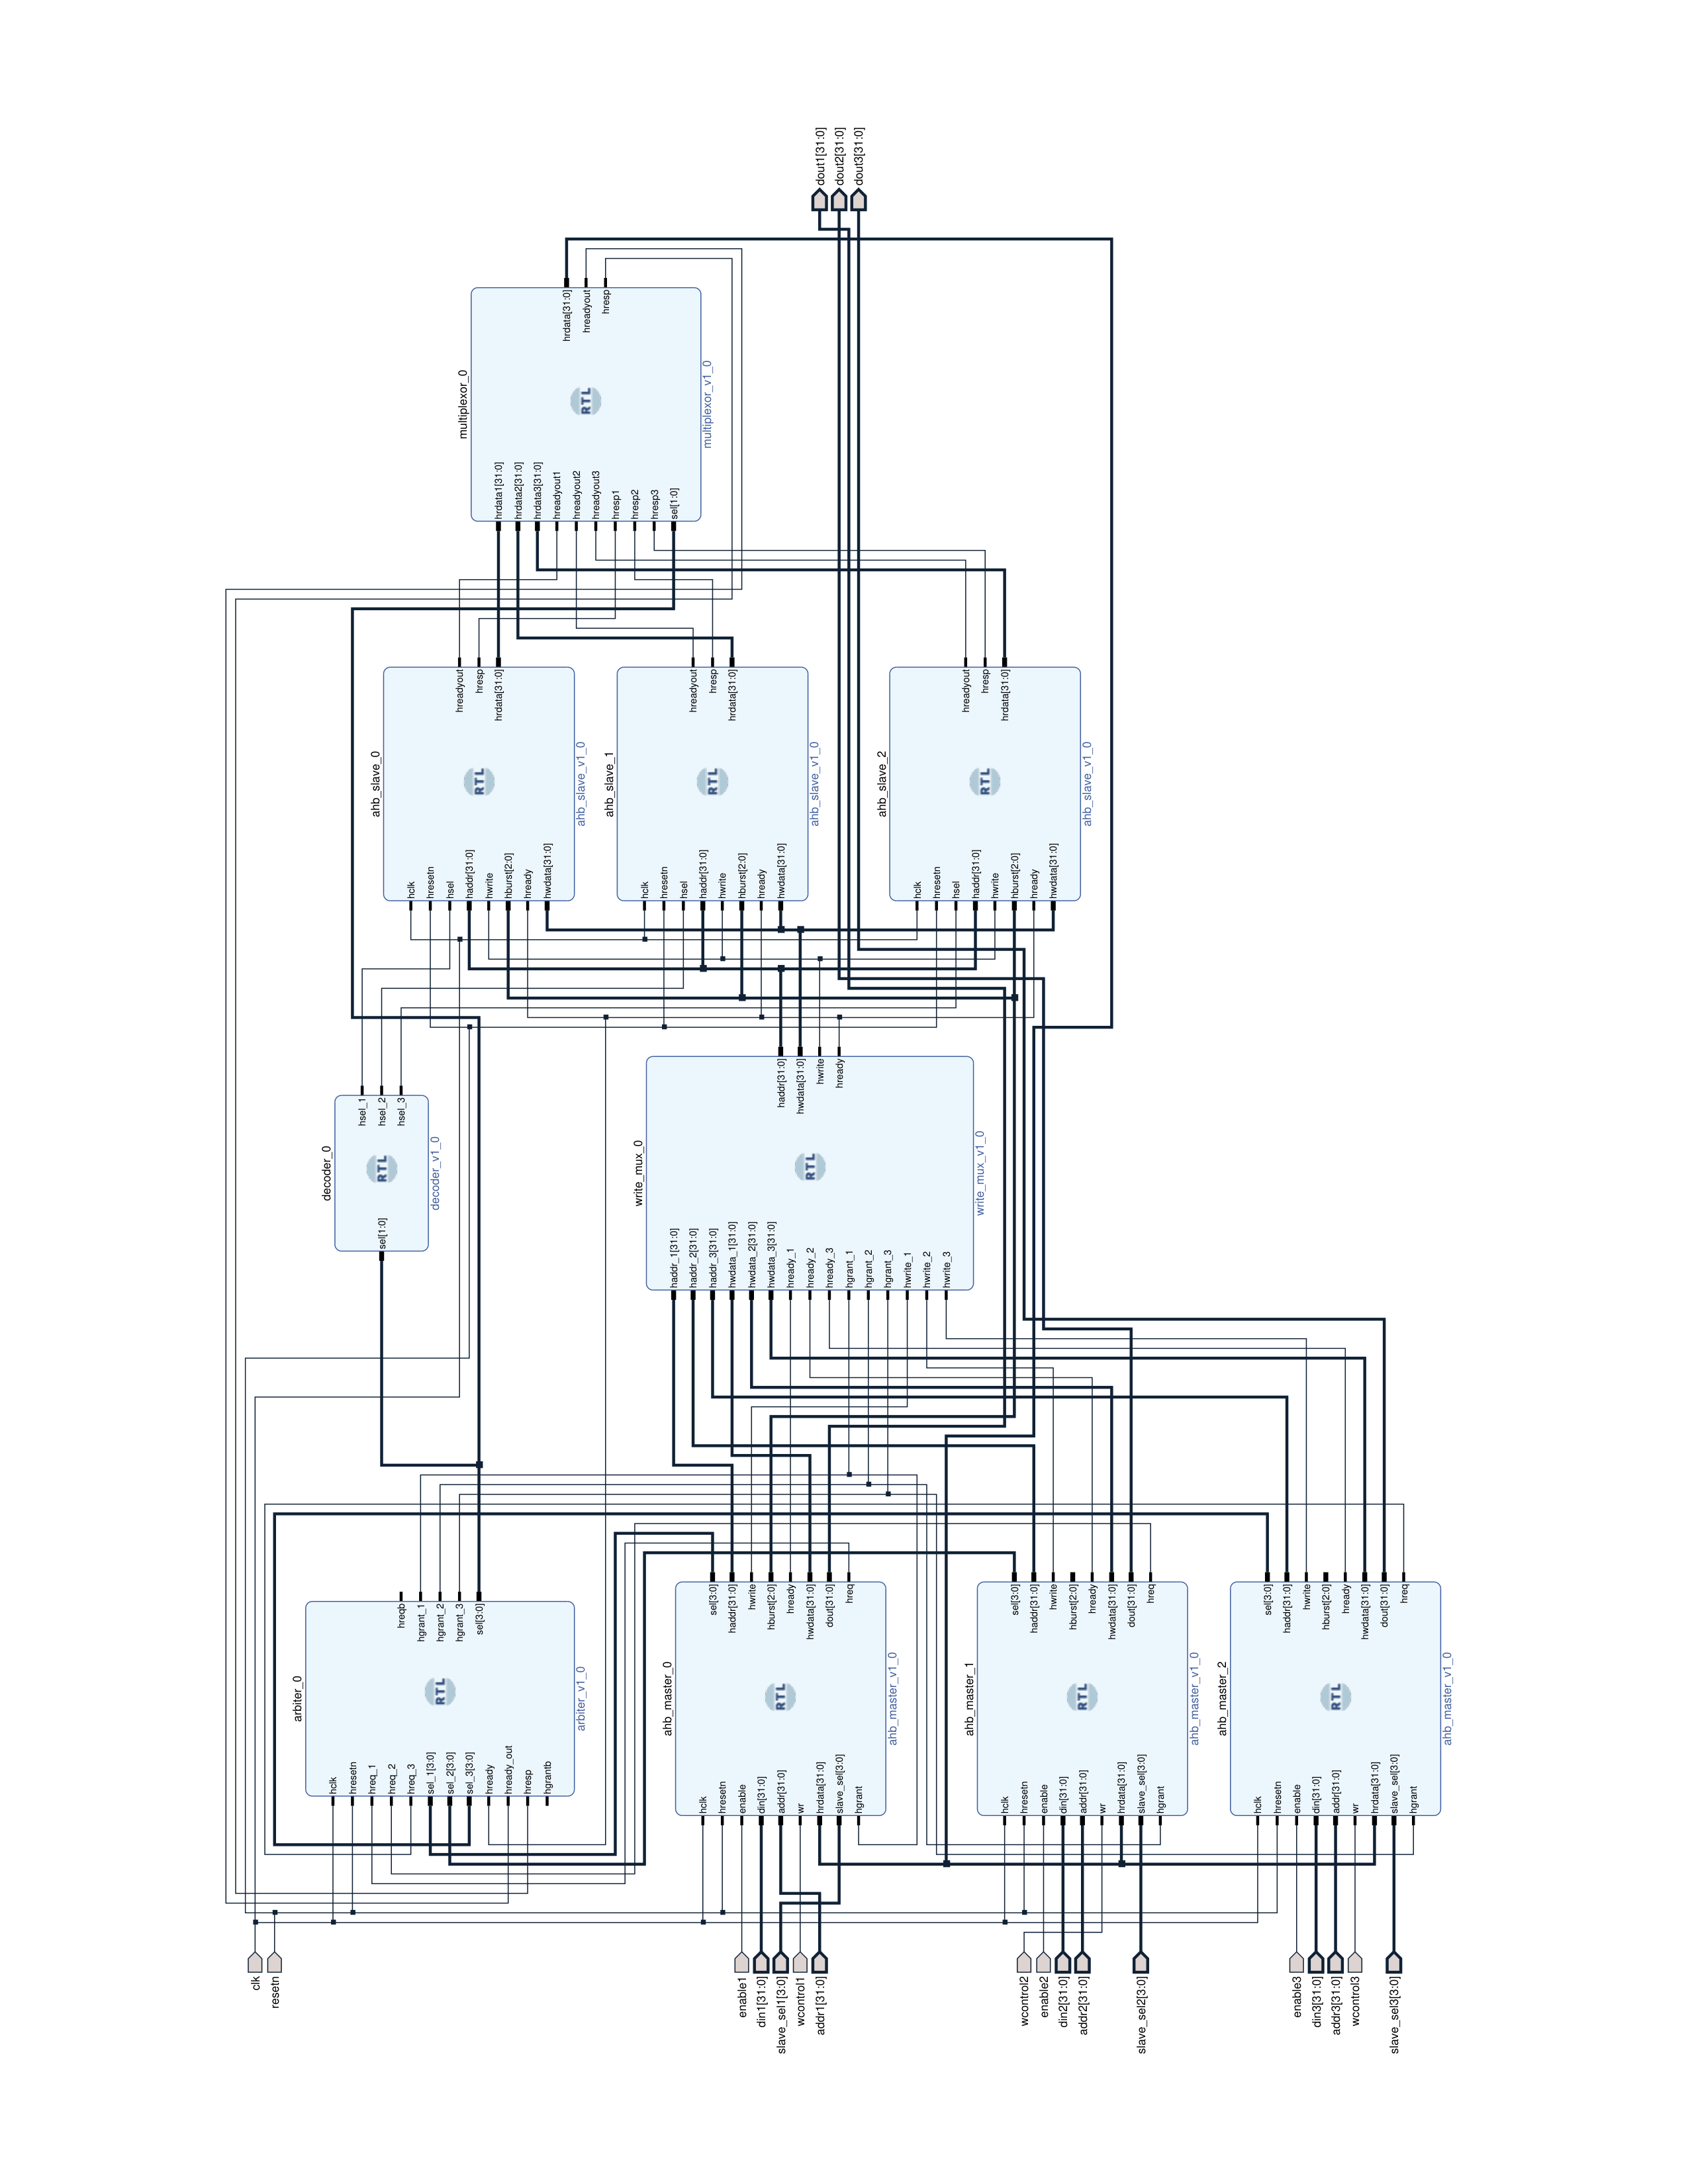 clk
resetn
enable1
din1[31:0]
slave_sel1[3:0]
wcontrol1
addr1[31:0]
wcontrol2
enable2
din2[31:0]
addr2[31:0]
slave_sel2[3:0]
enable3
din3[31:0]
addr3[31:0]
wcontrol3
slave_sel3[3:0]
arbiter_0
hclk
hresetn
hreq_1
hreq_2
hreq_3
sel_1[3:0]
sel_2[3:0]
sel_3[3:0]
hready
hready_out
hresp
hgrantb
RTL
hreqb
hgrant_1
hgrant_2
hgrant_3
sel[3:0]
arbiter_v1_0
ahb_master_0
hclk
hresetn
enable
din[31:0]
addr[31:0]
wr
hrdata[31:0]
slave_sel[3:0]
hgrant
RTL
sel[3:0]
haddr[31:0]
hwrite
hburst[2:0]
hready
hwdata[31:0]
dout[31:0]
hreq
ahb_master_v1_0
ahb_master_1
hclk
hresetn
enable
din[31:0]
addr[31:0]
wr
hrdata[31:0]
slave_sel[3:0]
hgrant
RTL
sel[3:0]
haddr[31:0]
hwrite
hburst[2:0]
hready
hwdata[31:0]
dout[31:0]
hreq
ahb_master_v1_0
ahb_master_2
hclk
hresetn
enable
din[31:0]
addr[31:0]
wr
hrdata[31:0]
slave_sel[3:0]
hgrant
RTL
sel[3:0]
haddr[31:0]
hwrite
hburst[2:0]
hready
hwdata[31:0]
dout[31:0]
hreq
ahb_master_v1_0
decoder_0
sel[1:0]
RTL
hsel_1
hsel_2
hsel_3
decoder_v1_0
write_mux_0
haddr_1[31:0]
haddr_2[31:0]
haddr_3[31:0]
hwdata_1[31:0]
hwdata_2[31:0]
hwdata_3[31:0]
hready_1
hready_2
hready_3
hgrant_1
hgrant_2
hgrant_3
hwrite_1
hwrite_2
hwrite_3
RTL
haddr[31:0]
hwdata[31:0]
hwrite
hready
write_mux_v1_0
ahb_slave_0
hclk
hresetn
hsel
haddr[31:0]
hwrite
hburst[2:0]
hready
hwdata[31:0]
RTL
hreadyout
hresp
hrdata[31:0]
ahb_slave_v1_0
ahb_slave_1
hclk
hresetn
hsel
haddr[31:0]
hwrite
hburst[2:0]
hready
hwdata[31:0]
RTL
hreadyout
hresp
hrdata[31:0]
ahb_slave_v1_0
ahb_slave_2
hclk
hresetn
hsel
haddr[31:0]
hwrite
hburst[2:0]
hready
hwdata[31:0]
RTL
hreadyout
hresp
hrdata[31:0]
ahb_slave_v1_0
multiplexor_0
hrdata1[31:0]
hrdata2[31:0]
hrdata3[31:0]
hreadyout1
hreadyout2
hreadyout3
hresp1
hresp2
hresp3
sel[1:0]
RTL
hrdata[31:0]
hreadyout
hresp
multiplexor_v1_0
dout1[31:0]
dout2[31:0]
dout3[31:0]